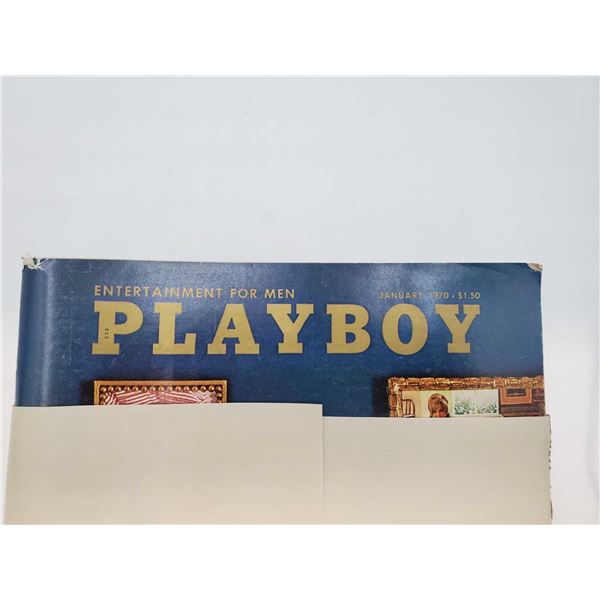 ENTERTAINMENT FOR MEN
JANUARY, 1970 • $1.50
PLAYBOY